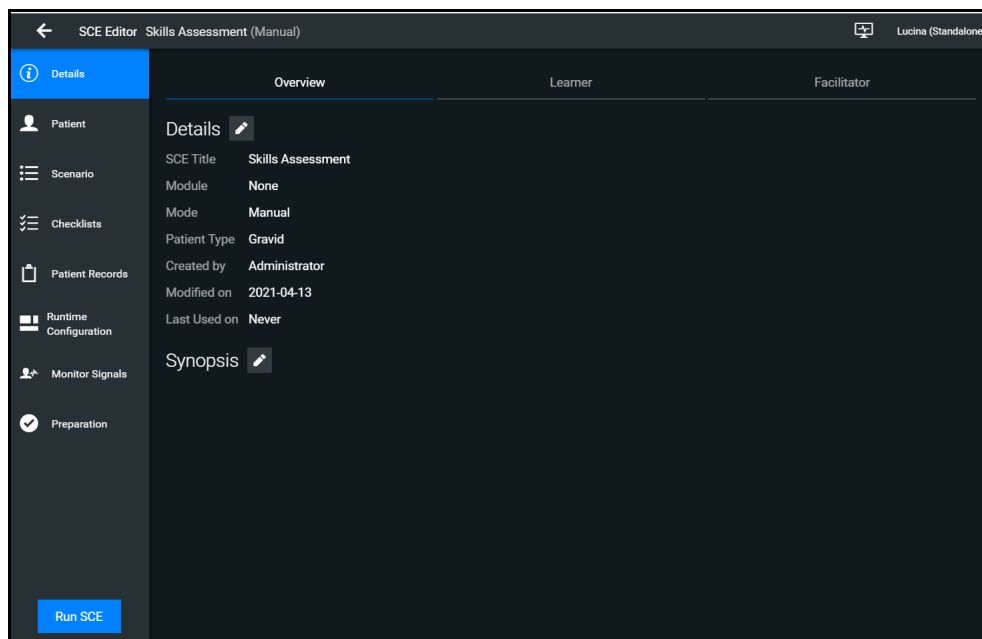 SCE Editor Skills Assessment (Manual)
Lucina (Standalone
Details
Patient
Scenario
Checklists
Patient Records
Runtime
Configuration
Monitor Signals
Preparation
Run SCE
Overview
Learner
Facilitator
Details
SCE Title Skills Assessment
Module None
Mode Manual
Patient Type Gravid
Created by Administrator
Modified on 2021-04-13
Last Used on Never
Synopsis